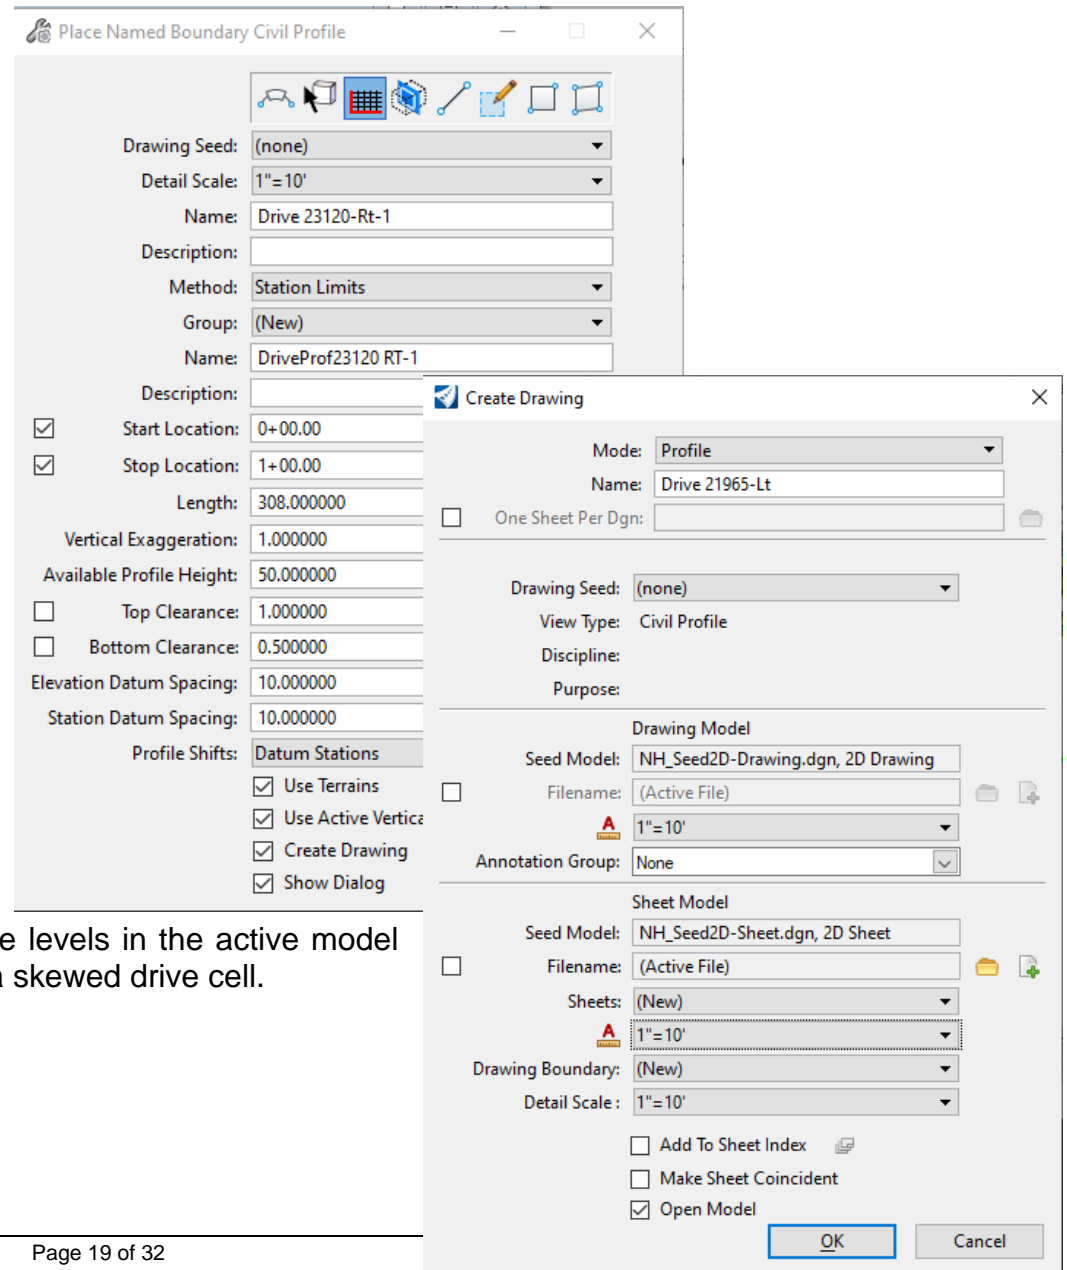 Place Named Boundary Civil Profile
Drawing Seed: (none)
Detail Scale: 1"=10'
Name: Drive 23120-Rt-1
Description:
Method: Station Limits
Group: (New)
Name: DriveProf23120 RT-1
Description:
Start Location: 0+00.00
Stop Location: 1+00.00
Length: 308.000000
Vertical Exaggeration: 1.000000
Available Profile Height: 50.000000
Top Clearance: 1.000000
Bottom Clearance: 0.500000
Elevation Datum Spacing: 10.000000
Station Datum Spacing: 10.000000
Profile Shifts: Datum Stations
Use Terrains
Use Active Vertica
Create Drawing
Show Dialog
Create Drawing
Mode: Profile
Name: Drive 21965-Lt
One Sheet Per Dgn:
Drawing Seed: (none)
View Type: Civil Profile
Discipline:
Purpose:
Drawing Model
Seed Model: NH_Seed2D-Drawing.dgn, 2D Drawing
Filename: (Active File)
A 1"=10'
Annotation Group: None
Sheet Model
Seed Model: NH_Seed2D-Sheet.dgn, 2D Sheet
Filename: (Active File)
Sheets: (New)
A 1"=10'
Drawing Boundary: (New)
Detail Scale : 1"=10'
Add To Sheet Index
Make Sheet Coincident
Open Model
OK Cancel
e levels in the active model
a skewed drive cell.
Page 19 of 32